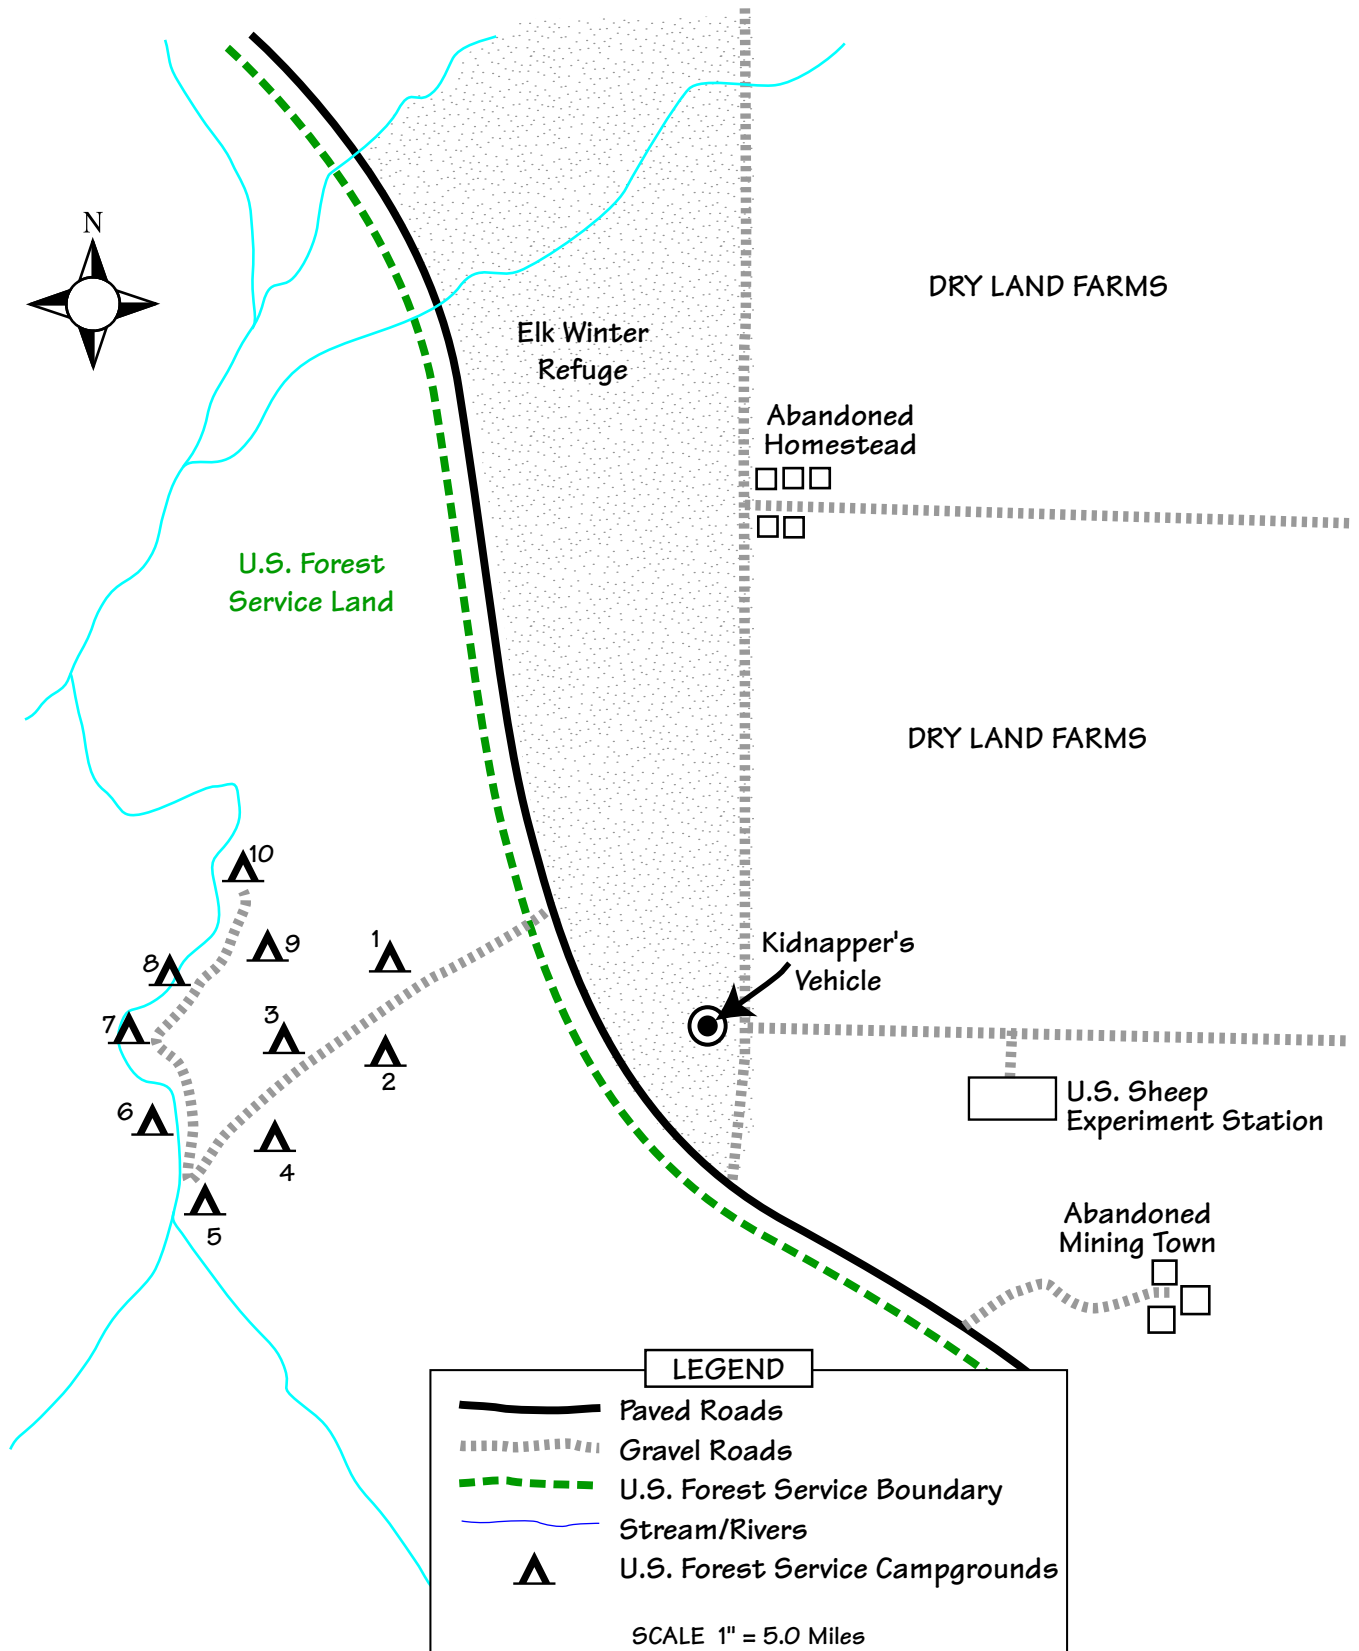 N
DRY LAND FARMS
Elk Winter
Refuge
Abandoned
Homestead
U.S. Forest
Service Land
DRY LAND FARMS
10
9
1
8
Kidnapper's
Vehicle
7
3
2
6
4
5
U.S. Sheep
Experiment Station
Abandoned
Mining Town
LEGEND
Paved Roads
Gravel Roads
U.S. Forest Service Boundary
Stream/Rivers
U.S. Forest Service Campgrounds
SCALE 1" = 5.0 Miles